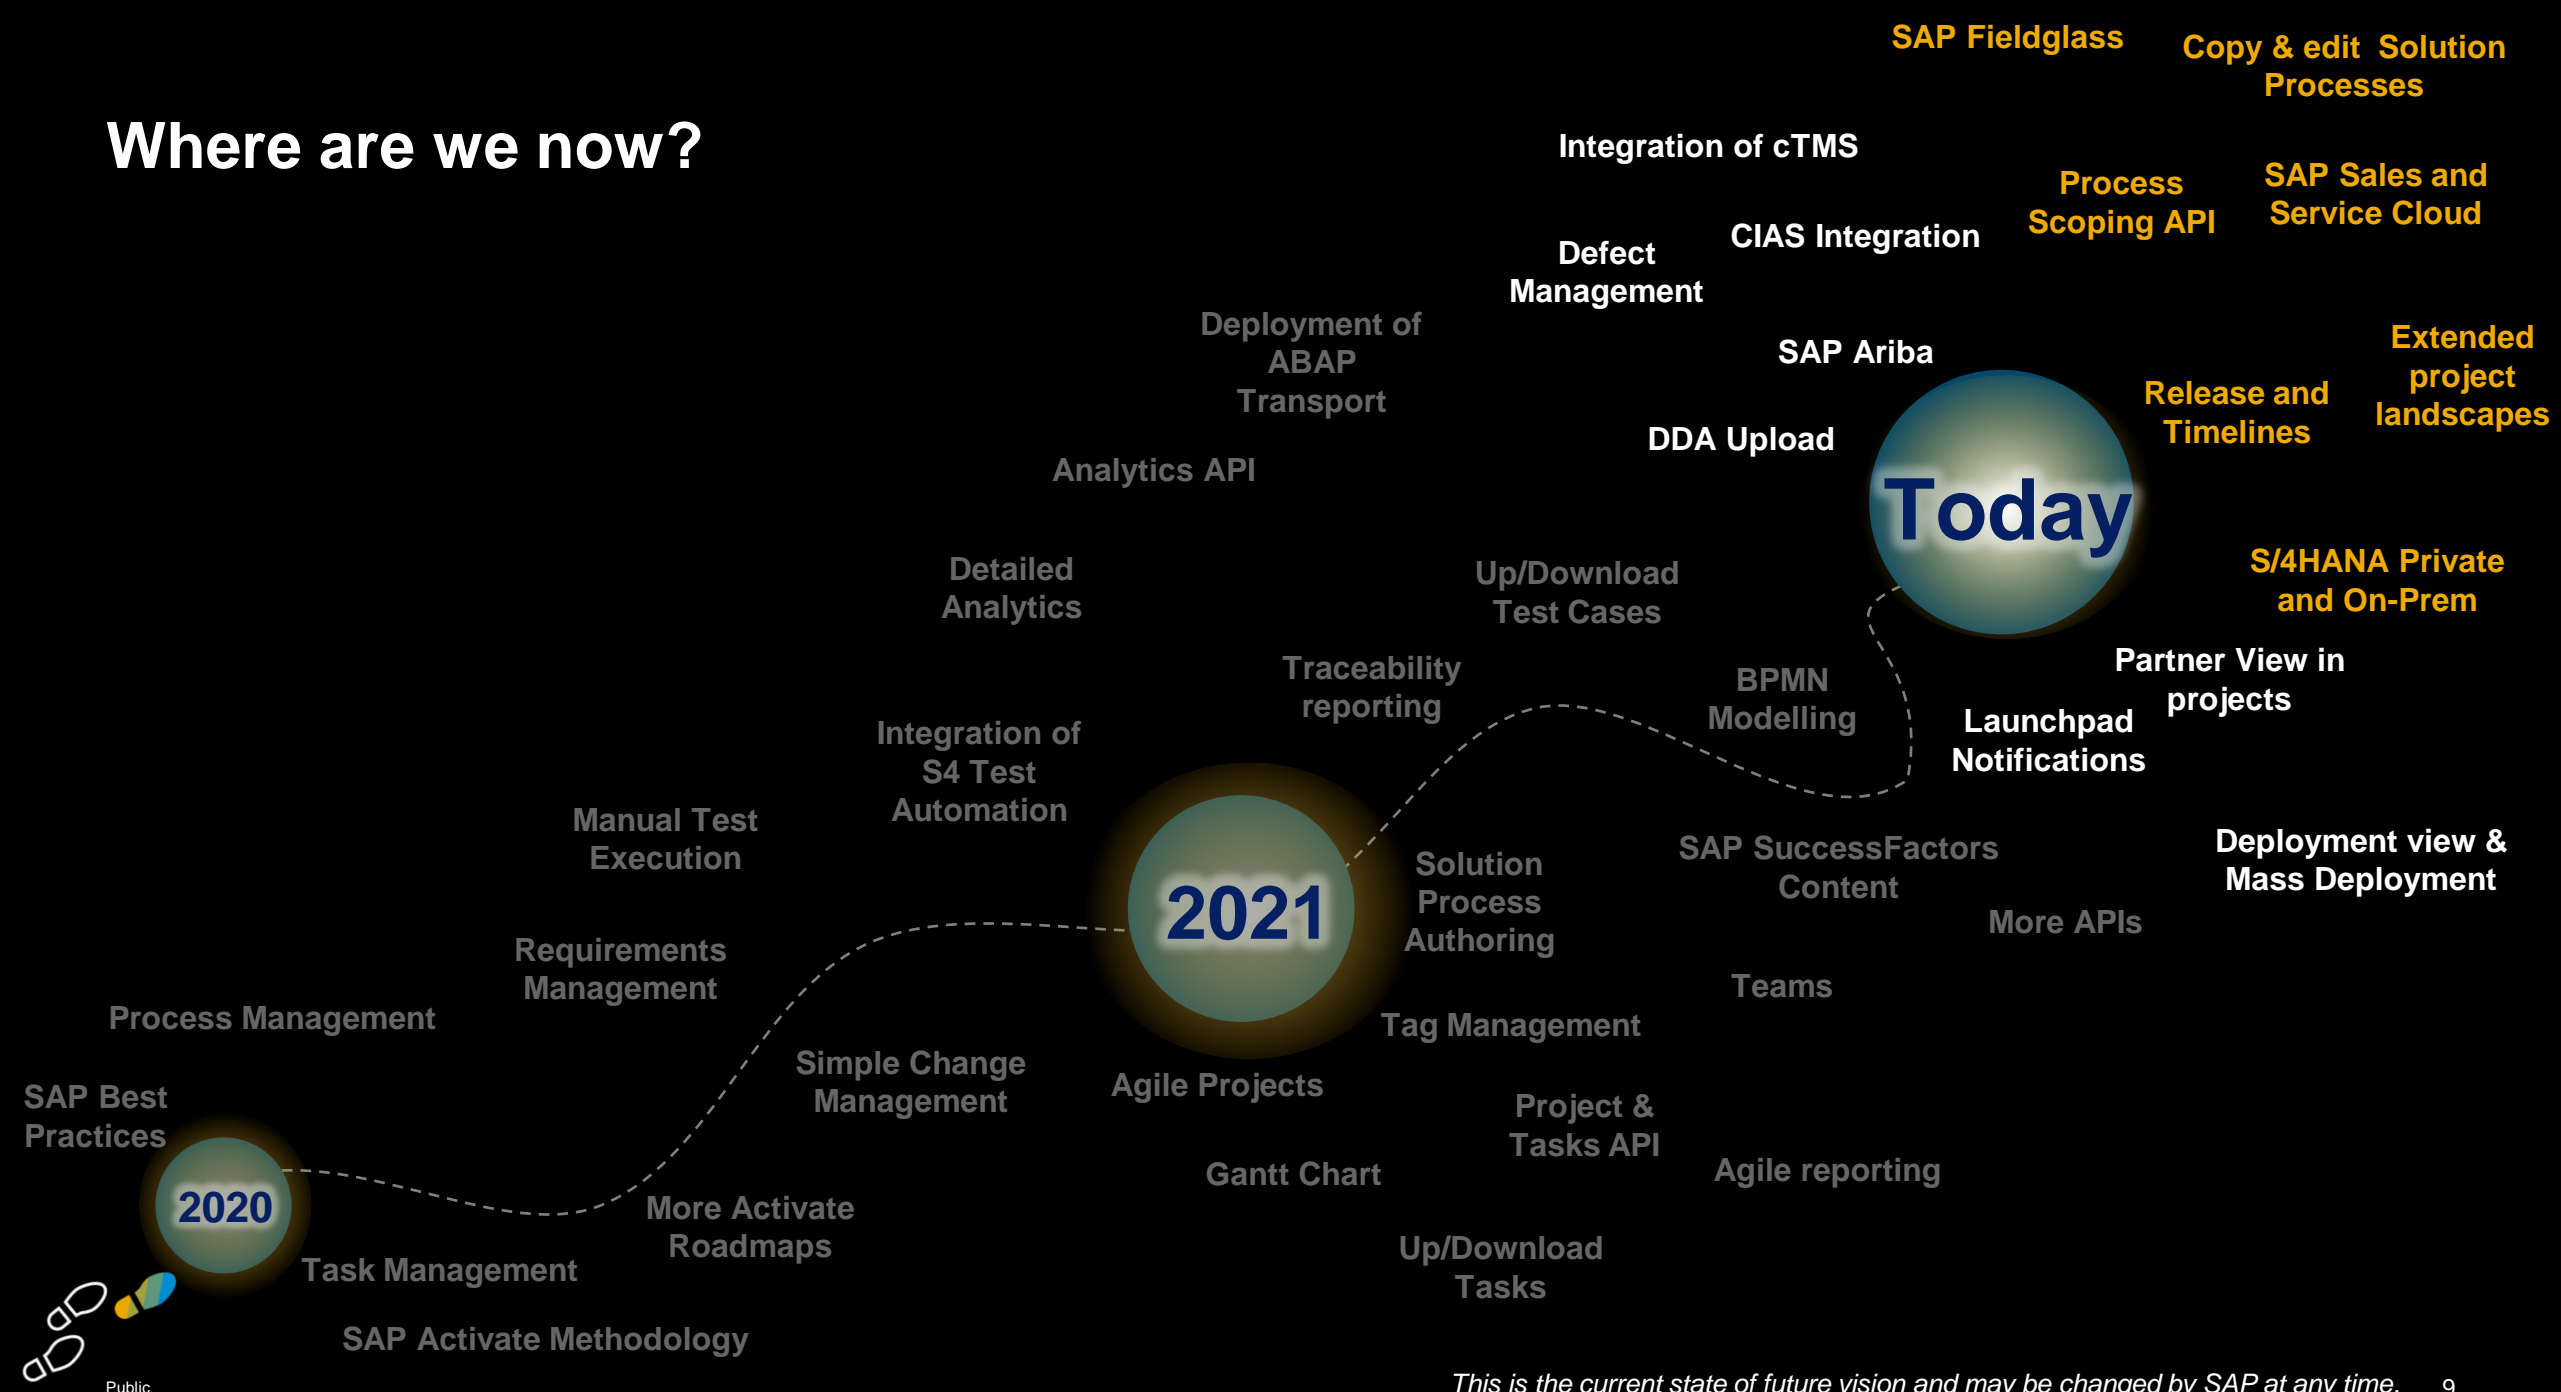 Where are we now?
SAP Fieldglass
Copy & edit Solution
Processes
Integration of cTMS
Process
Scoping API
SAP Sales and
Service Cloud
CIAS Integration
Defect
Management
Deployment of
ABAP
Transport
SAP Ariba
Extended
project
landscapes
Release and
Timelines
DDA Upload
Analytics API
Today
Detailed
Analytics
Up/Download
Test Cases
S/4HANA Private
and On-Prem
Traceability
reporting
BPMN
Modelling
Partner View in
projects
Launchpad
Notifications
Integration of
S4 Test
Automation
Manual Test
Execution
2021
Solution
Process
Authoring
SAP SuccessFactors
Content
Deployment view &
Mass Deployment
More APIs
Requirements
Management
Teams
Process Management
Tag Management
Simple Change
Management
Agile Projects
SAP Best
Practices
Project &
Tasks API
Gantt Chart
Agile reporting
2020
More Activate
Roadmaps
Task Management
Up/Download
Tasks
SAP Activate Methodology
Public
This is the current state of future vision and may be changed by SAP at any time.
9